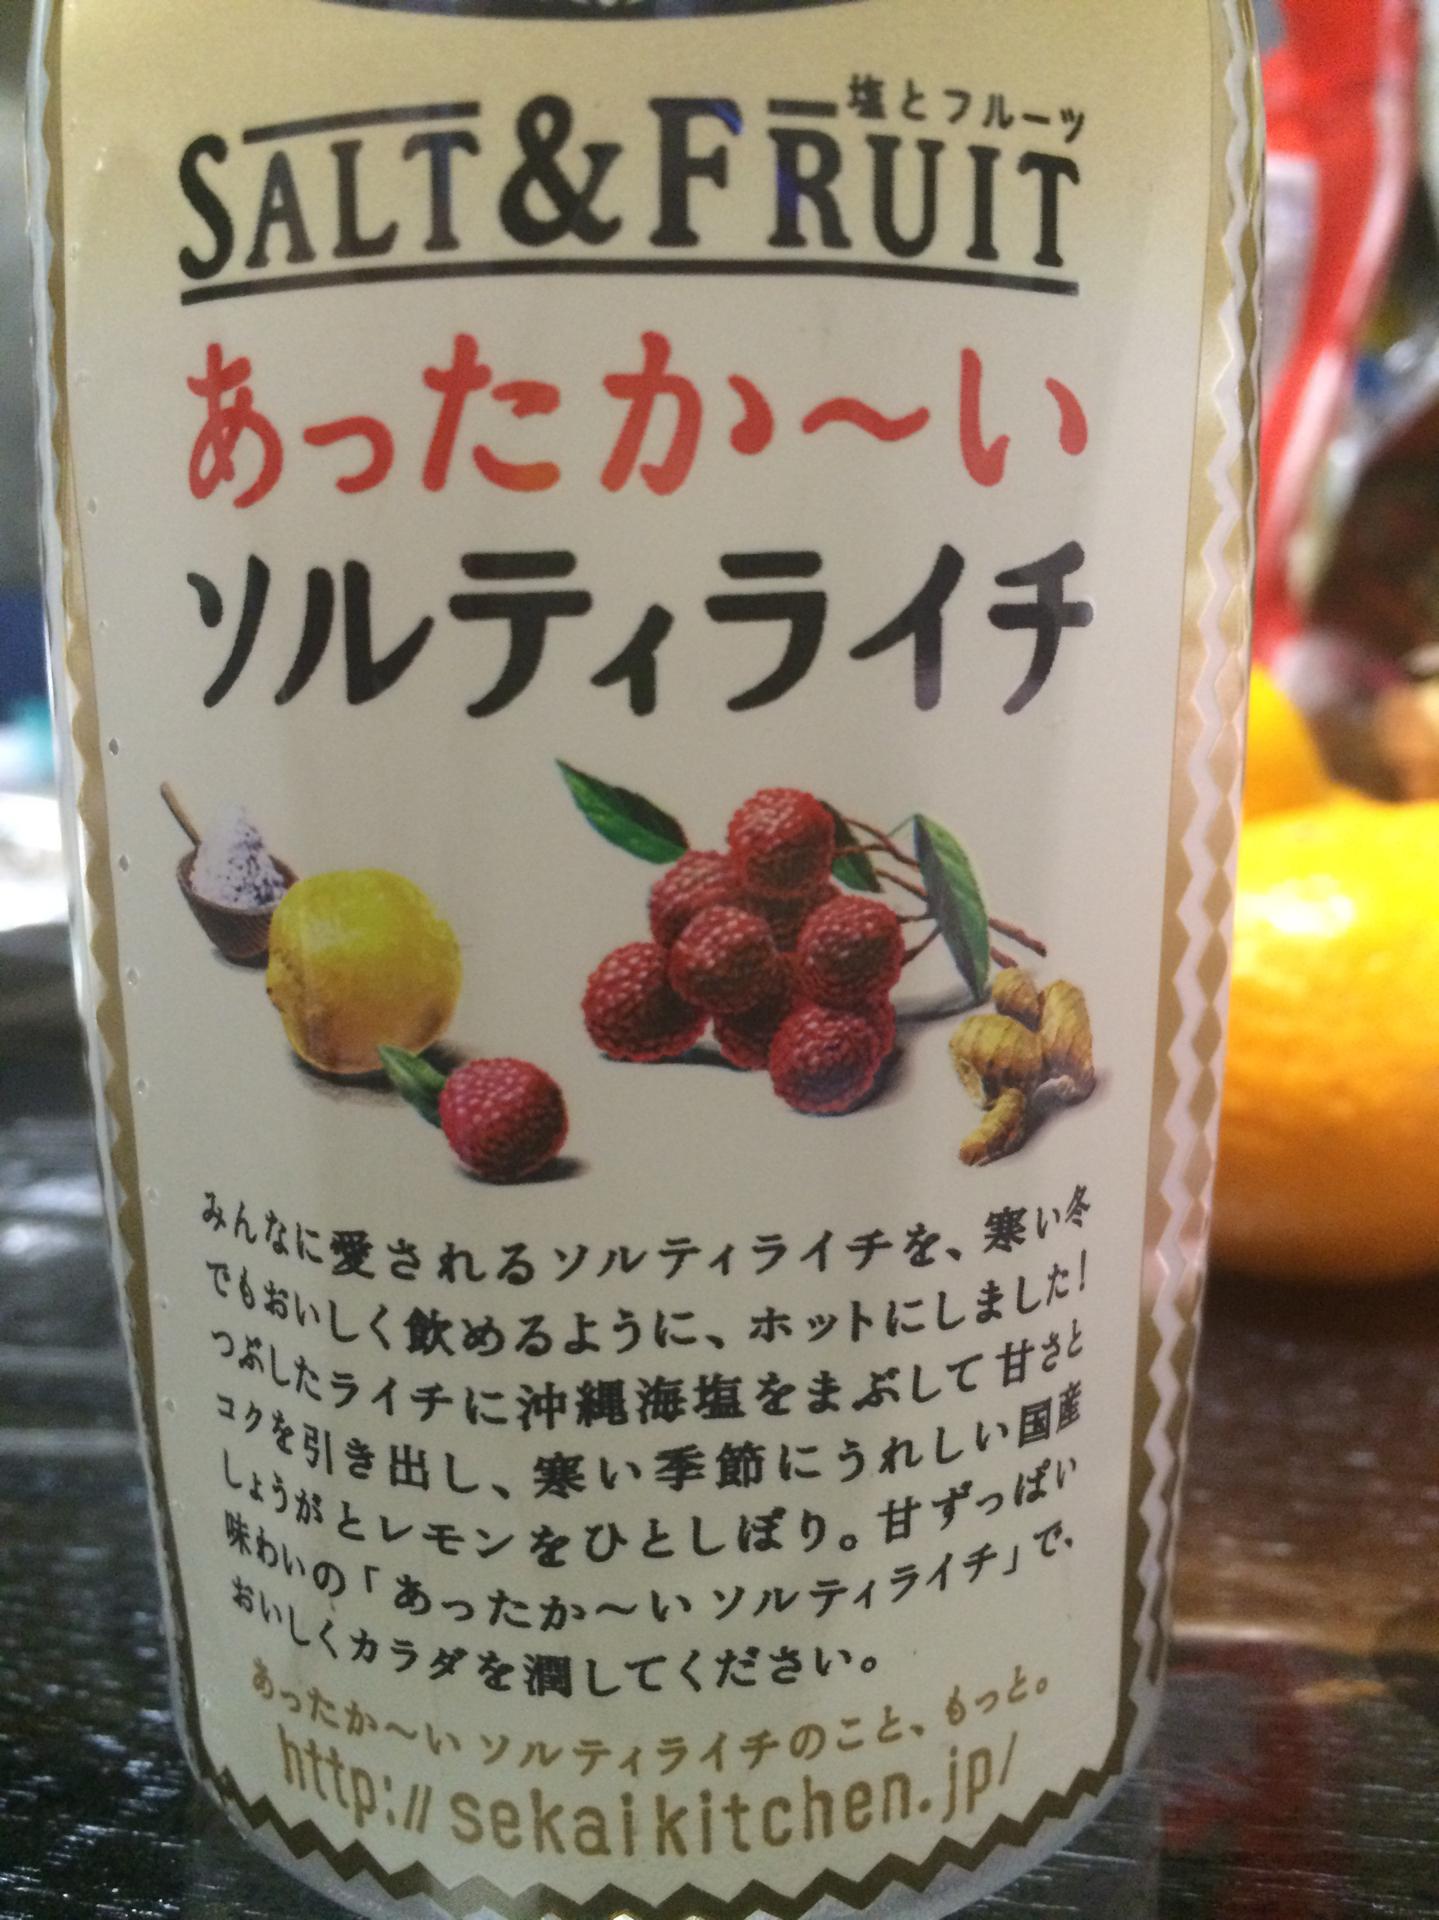 塩とフルーツ
SALT&FRUIT
あったか〜い
ソルティライチ
みんなに愛されるソルティライチを、寒い冬
でもおいしく飲めるように、ホットにしました!
つぶしたライチに沖縄海塩をまぶして甘さと
コクを引き出し、寒い季節にうれしい国産
しょうがとレモンをひとしぼり。甘ずっぱい
味わいの「あったか〜いソルティライチ」で、
おいしくカラダを潤してください。
あったか〜いソルティライチのこと、もっと。
http://sekaikitchen.jp/